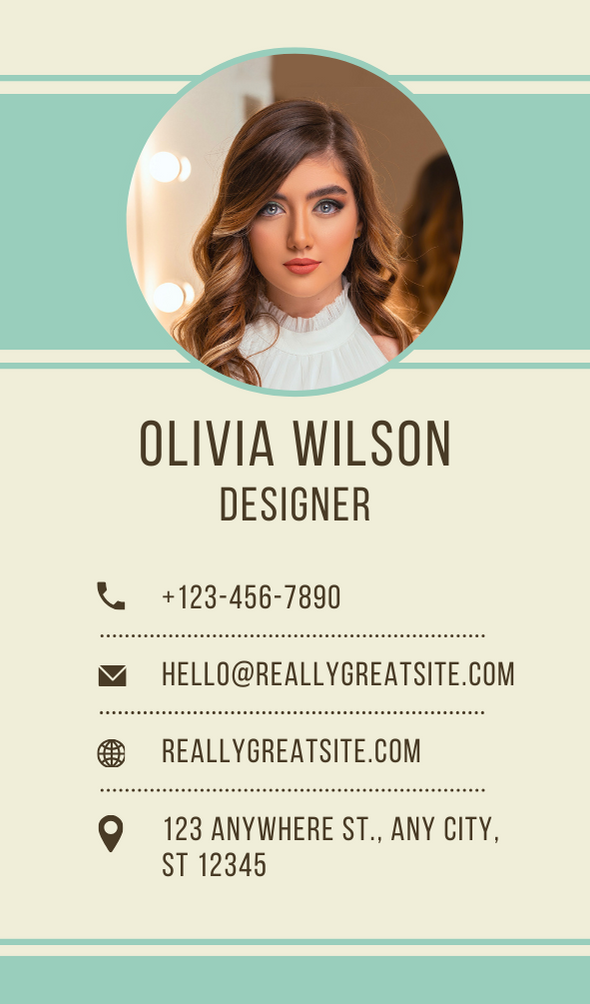 OLIVIA WILSON
DESIGNER
+123-456-7890
HELLO@REALLYGREATSITE.COM
REALLYGREATSITE.COM
123 ANYWHERE ST., ANY CITY,
ST 12345